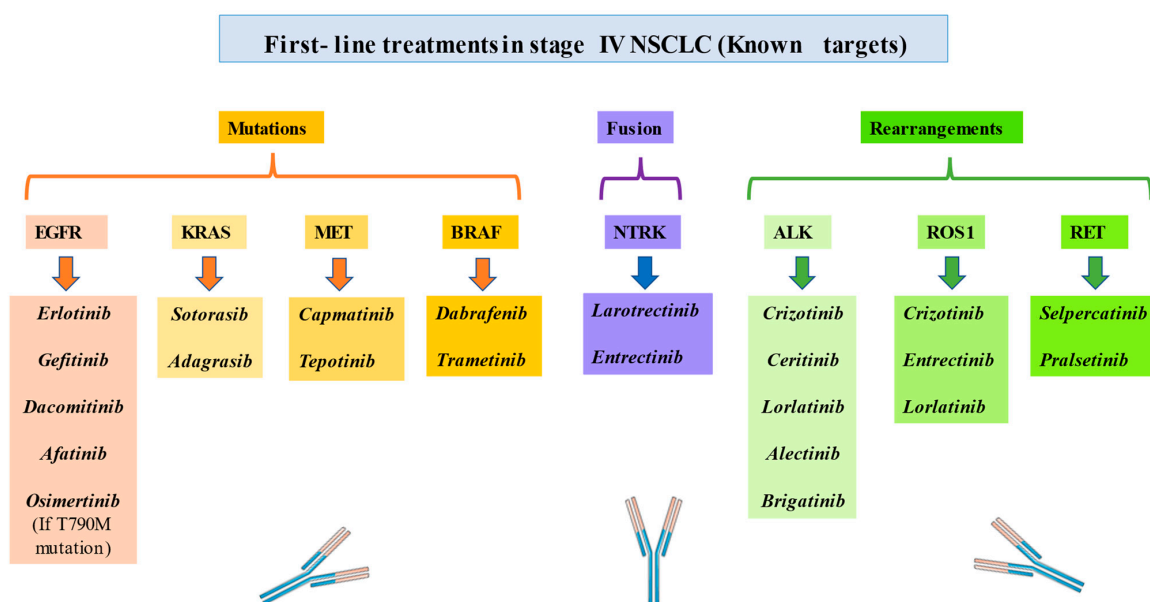 First- line treatments in stage IV NSCLC (Known targets)
Mutations
Fusion
Rearrangements
EGFR
KRAS
MET
BRAF
NTRK
ALK
ROS1
RET
Erlotinib
Gefitinib
Dacomitinib
Afatinib
Osimertinib
(If T790M
mutation)
Sotorasib
Adagrasib
Capmatinib
Tepotinib
Dabrafenib
Trametinib
Larotrectinib
Entrectinib
Crizotinib
Ceritinib
Lorlatinib
Alectinib
Brigatinib
Crizotinib
Entrectinib
Lorlatinib
Selpercatinib
Pralsetinib